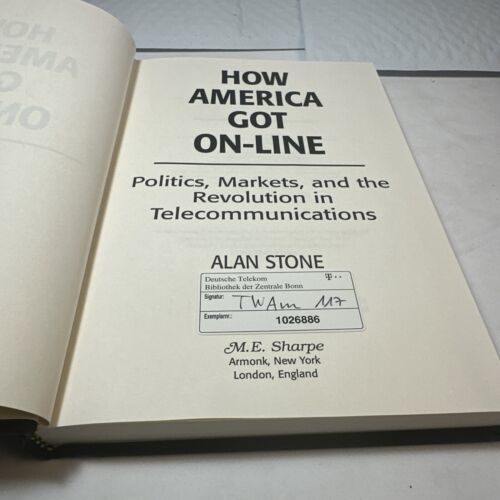 HOW
AMERICA
GOT
ON-LINE
Politics, Markets, and the
Revolution in
Telecommunications
ALAN STONE
Deutsche Telekom T··
Bibliothek der Zentrale Bonn
Signatur: TWAm 117
Exemplarnr.: 1026886
M.E. Sharpe
Armonk, New York
London, England